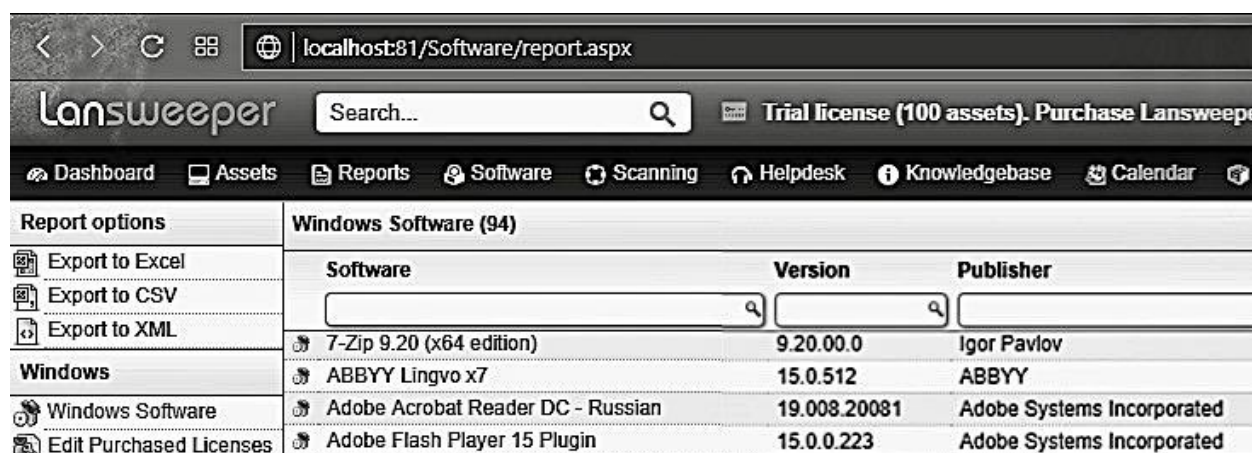 localhost:81/Software/report.aspx
Lansweeper Search... Trial license (100 assets). Purchase Lansweepe
Dashboard Assets Reports Software Scanning Helpdesk Knowledgebase Calendar
Report options
Export to Excel
Export to CSV
Export to XML
Windows
Windows Software
Edit Purchased Licenses
Windows Software (94)
Software Version Publisher
7-Zip 9.20 (x64 edition) 9.20.00.0 Igor Pavlov
ABBYY Lingvo x7 15.0.512 ABBYY
Adobe Acrobat Reader DC - Russian 19.008.20081 Adobe Systems Incorporated
Adobe Flash Player 15 Plugin 15.0.0.223 Adobe Systems Incorporated